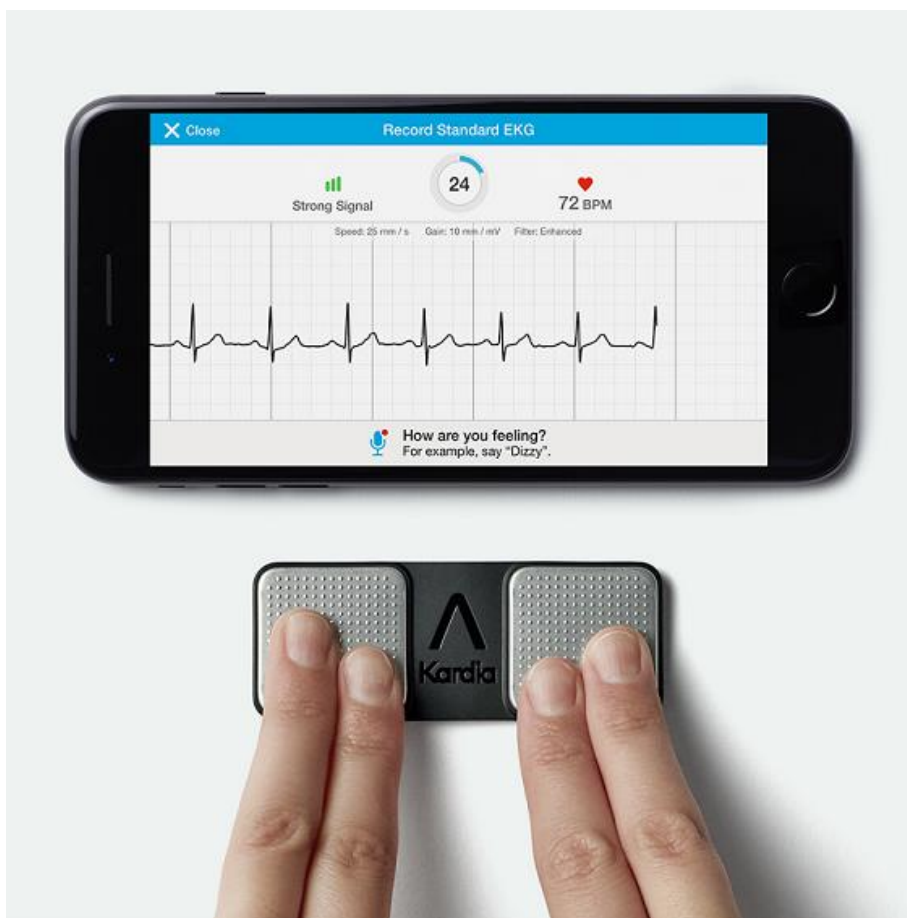 Close
Record Standard EKG
24
Strong Signal
72 BPM
Speed: 25 mm / s Gain: 10 mm / mV Filter: Enhanced
How are you feeling?
For example, say “Dizzy”.
Kardia